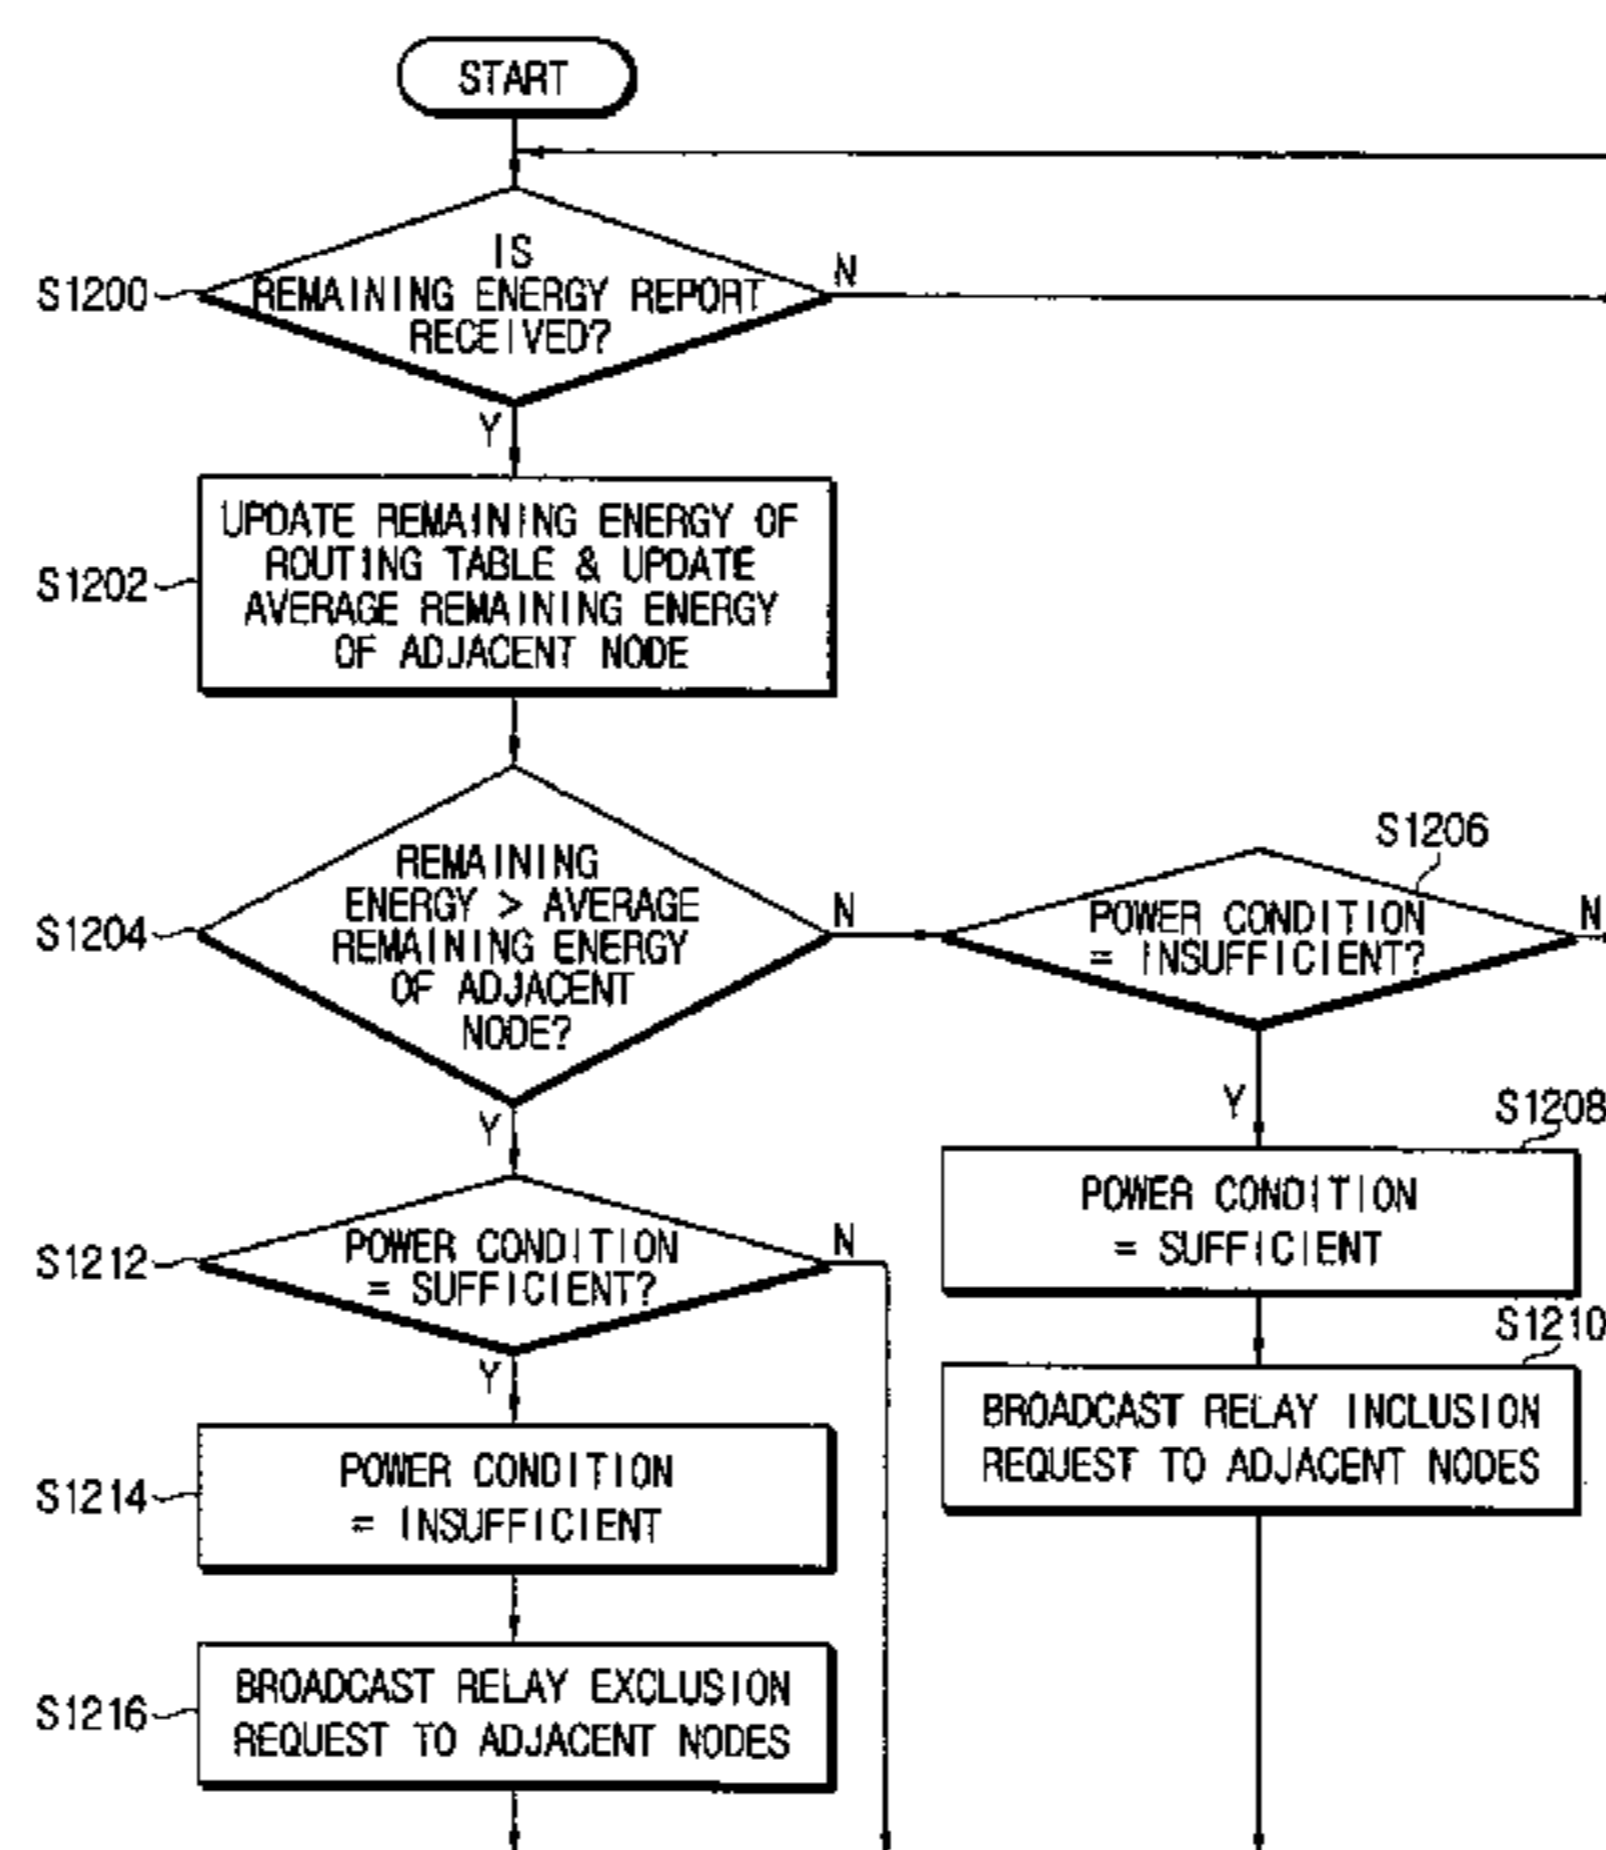 START
IS
REMAINING ENERGY REPORT
RECEIVED?
S1200
N
Y
UPDATE REMAINING ENERGY OF
ROUTING TABLE & UPDATE
AVERAGE REMAINING ENERGY
OF ADJACENT NODE
S1202
REMAINING
ENERGY > AVERAGE
REMAINING ENERGY
OF ADJACENT
NODE?
S1204
N
Y
S1206
POWER CONDITION
= INSUFFICIENT?
N
Y
S1208
POWER CONDITION
= SUFFICIENT
S1210
BROADCAST RELAY INCLUSION
REQUEST TO ADJACENT NODES
POWER CONDITION
= SUFFICIENT?
S1212
N
Y
POWER CONDITION
= INSUFFICIENT
S1214
BROADCAST RELAY EXCLUSION
REQUEST TO ADJACENT NODES
S1216